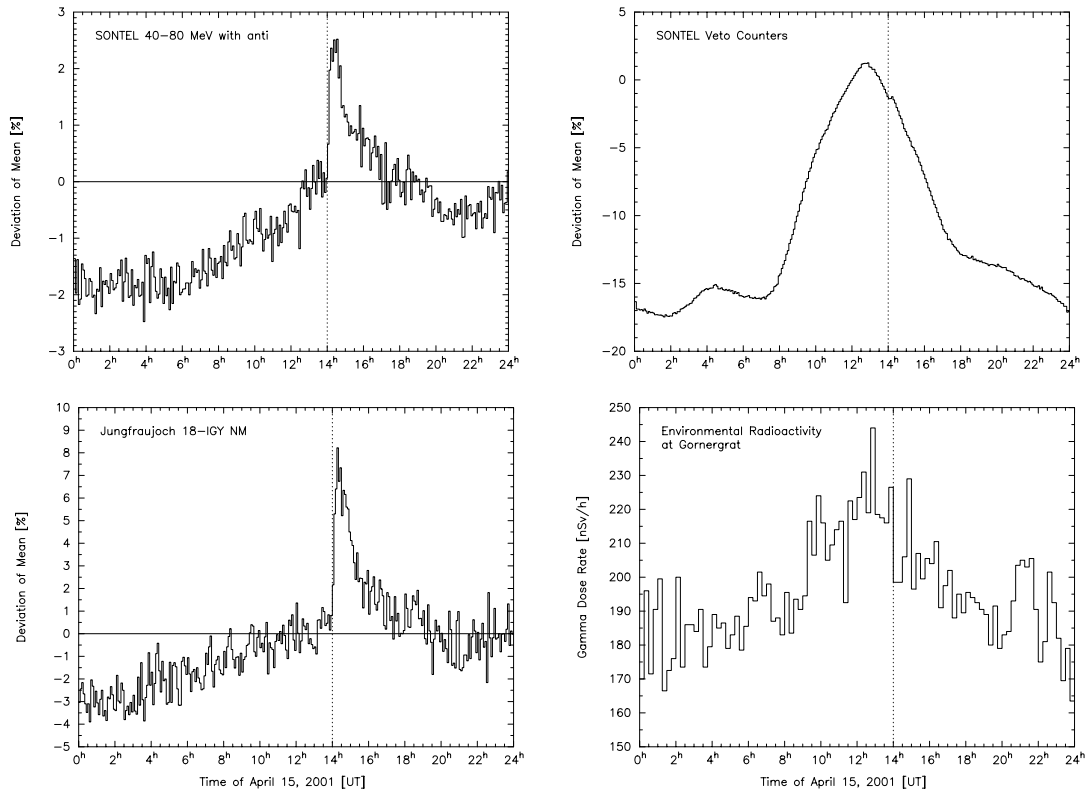 SONTEL 40–80 MeV with anti
Deviation of Mean [%]
3
2
1
0
−1
−2
−3
0h 2h 4h 6h 8h 10h 12h 14h 16h 18h 20h 22h 24h
SONTEL Veto Counters
Deviation of Mean [%]
5
0
−5
−10
−15
−20
0h 2h 4h 6h 8h 10h 12h 14h 16h 18h 20h 22h 24h
Jungfraujoch 18–IGY NM
Deviation of Mean [%]
10
9
8
7
6
5
4
3
2
1
0
−1
−2
−3
−4
−5
0h 2h 4h 6h 8h 10h 12h 14h 16h 18h 20h 22h 24h
Time of April 15, 2001 [UT]
Environmental Radioactivity
at Gornergrat
Gamma Dose Rate [nSv/h]
250
240
230
220
210
200
190
180
170
160
150
0h 2h 4h 6h 8h 10h 12h 14h 16h 18h 20h 22h 24h
Time of April 15, 2001 [UT]